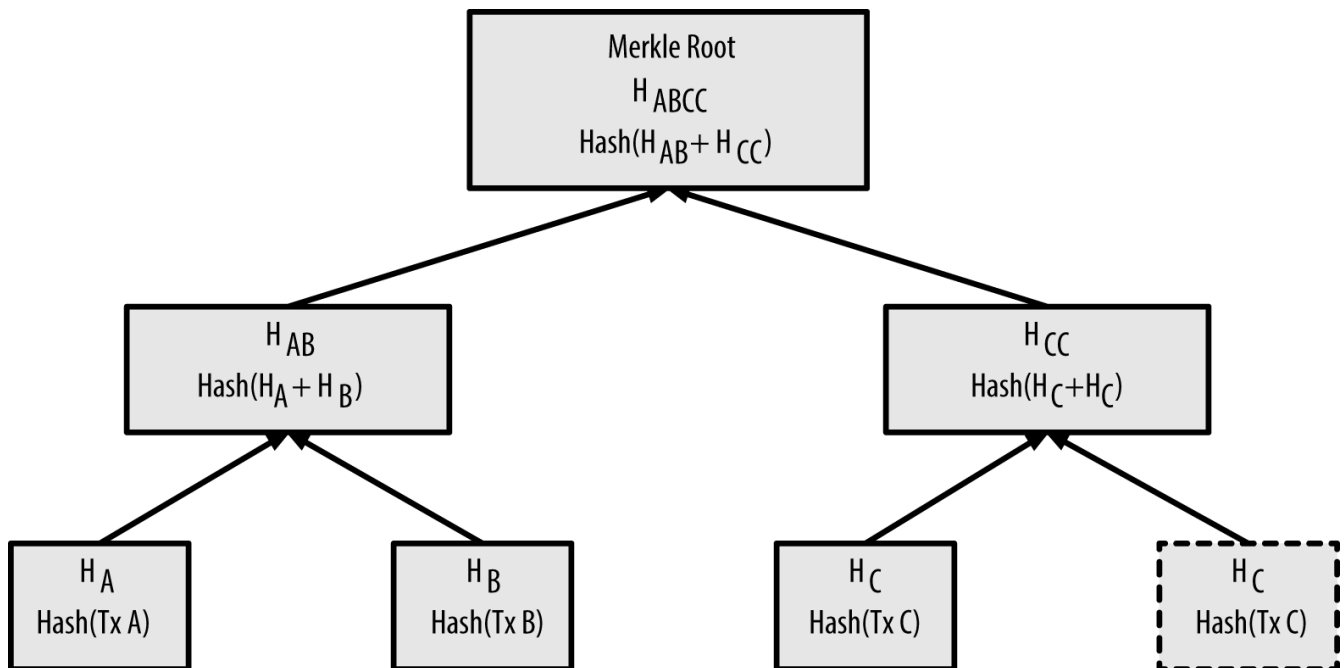 Merkle Root
H ABCC
Hash(H AB + H CC)
H AB
Hash(H A + H B)
H CC
Hash(H C+H C)
H A
Hash(Tx A)
H B
Hash(Tx B)
H C
Hash(Tx C)
H C
Hash(Tx C)